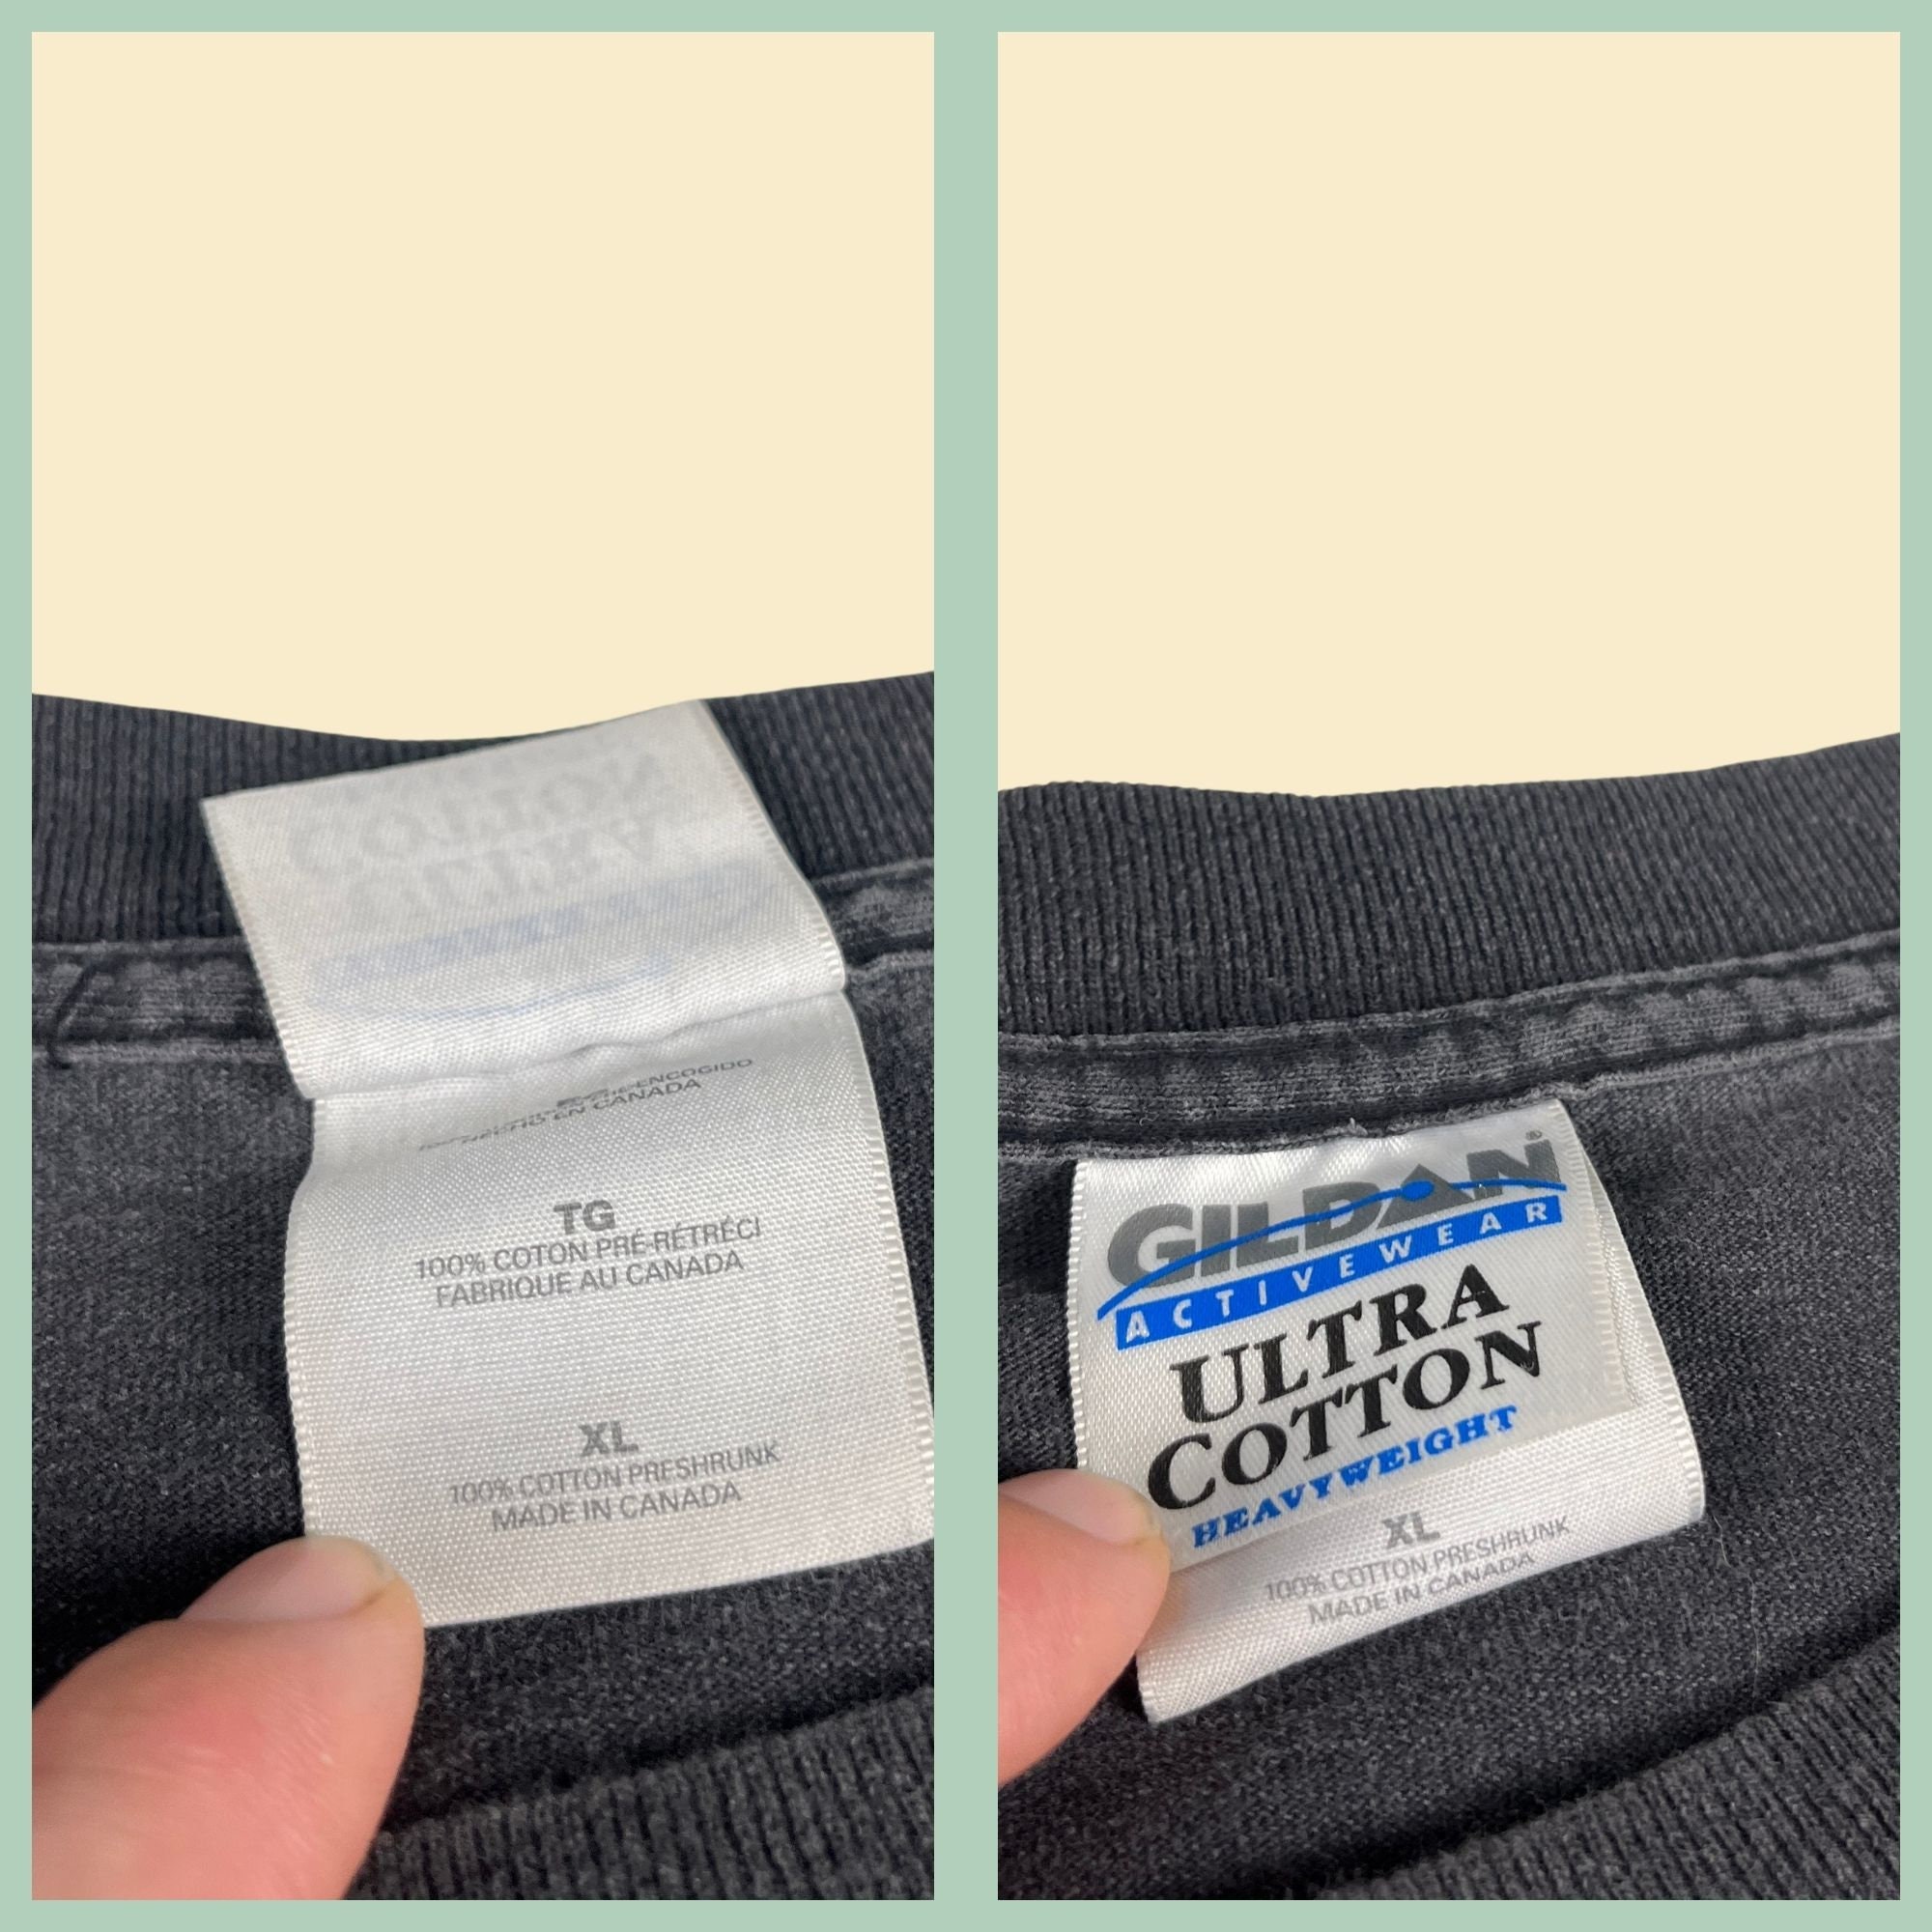 HECHO EN CANADA
TG
100% COTON PRÉ-RÉTRÉCI
FABRIQUE AU CANADA
XL
100% COTTON PRESHRUNK
MADE IN CANADA
GILDAN®
ACTIVEWEAR
ULTRA
COTTON
HEAVYWEIGHT
XL
100% COTTON PRESHRUNK
MADE IN CANADA